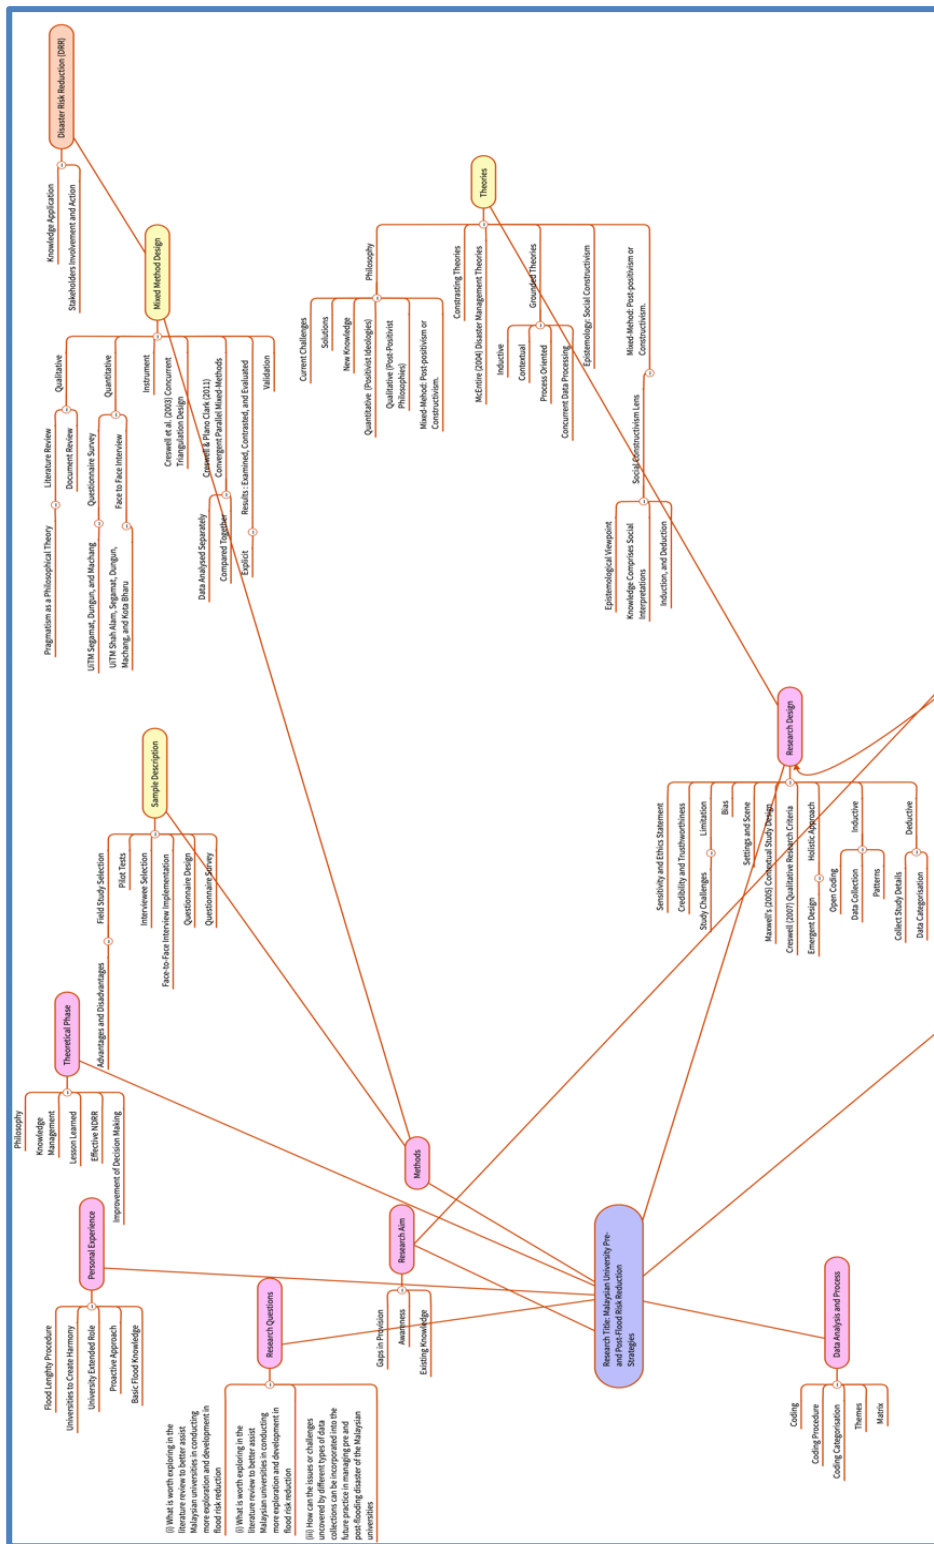 Disaster Risk Reduction (DRR)
Knowledge Application
Stakeholders Involvement and Action
Mixed Method Design
Qualitative
Literature Review
Pragmatism as a Philosophical Theory
Document Review
Quantitative
Questionnaire Survey
UiTM Segamat, Dungun, and Machang
Face to Face Interview
UiTM Shah Alam, Segamat, Dungun,
Machang, and Kota Bharu
Instrument
Creswell et al. (2003) Concurrent
Triangulation Design
Creswell & Plano Clark (2011)
Convergent Parallel Mixed-Methods
Data Analysed Separately
Compared Together
Results : Examined, Contrasted, and Evaluated
Explicit
Validation
Theories
Philosophy
Current Challenges
Solutions
New Knowledge
Quantitative (Positivist Ideologies)
Qualitative (Post-Positivist
Philosophies)
Mixed-Mehod: Post-positivism or
Constructivism.
Constrasting Theories
McEntire (2004) Disaster Management Theories
Grounded Theories
Inductive
Contextual
Process Oriented
Concurrent Data Processing
Epistemology: Social Constructivism
Mixed-Mehod: Post-positivism or
Constructivism.
Social Constructivism Lens
Epistemological Viewpoint
Knowledge Comprises Social
Interpretations
Induction, and Deduction
Sample Description
Field Study Selection
Advantages and Disadvantages
Pilot Tests
Interviewee Selection
Face-to-Face Interview Implementation
Questionnaire Design
Questionnaire Survey
Research Design
Sensitivity and Ethics Statement
Credibility and Trusthworthiness
Limitation
Study Challenges
Bias
Settings and Scene
Maxwell's (2005) Contextual Study Design
Creswell (2007) Qualitative Research Criteria
Holistic Approach
Emergent Design
Inductive
Open Coding
Data Collection
Patterns
Deductive
Collect Study Details
Data Categorisation
Theoretical Phase
Philosophy
Knowledge
Management
Lesson Learned
Effective NDRR
Improvement of Decision Making
Methods
Personal Experience
Flood Lenghty Procedure
Universities to Create Harmony
University Extended Role
Proactive Approach
Basic Flood Knowledge
Research Aim
Gaps in Provision
Awareness
Existing Knowledge
Research Questions
(i) What is worth exploring in the
literature review to better assist
Malaysian universities in conducting
more exploration and development in
flood risk reduction
(i) What is worth exploring in the
literature review to better assist
Malaysian universities in conducting
more exploration and development in
flood risk reduction
(iii) How can the issues or challenges
uncovered by different types of data
collections can be incorporated into the
future practice in managing pre and
post-flooding disaster of the Malaysian
universities
Research Title: Malaysian University Pre-
and Post-Flood Risk Reduction
Strategies
Data Analysis and Process
Coding
Coding Procedure
Coding Categorisation
Themes
Matrix